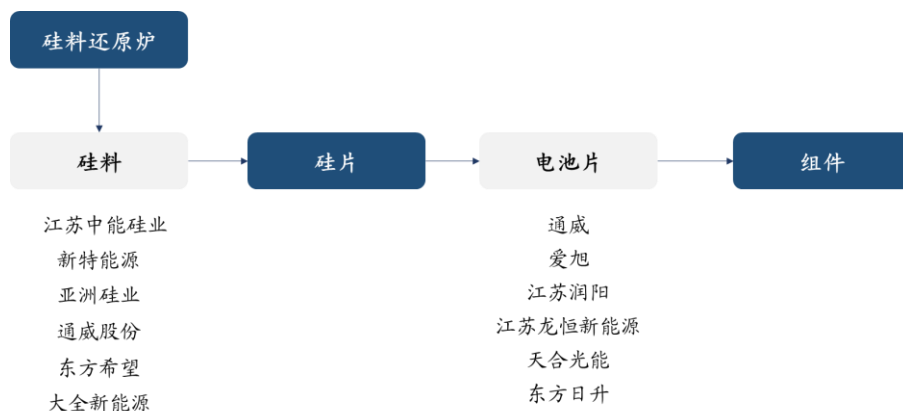 硅料还原炉
硅料
硅片
电池片
组件
江苏中能硅业
新特能源
亚洲硅业
通威股份
东方希望
大全新能源
通威
爱旭
江苏润阳
江苏龙恒新能源
天合光能
东方日升